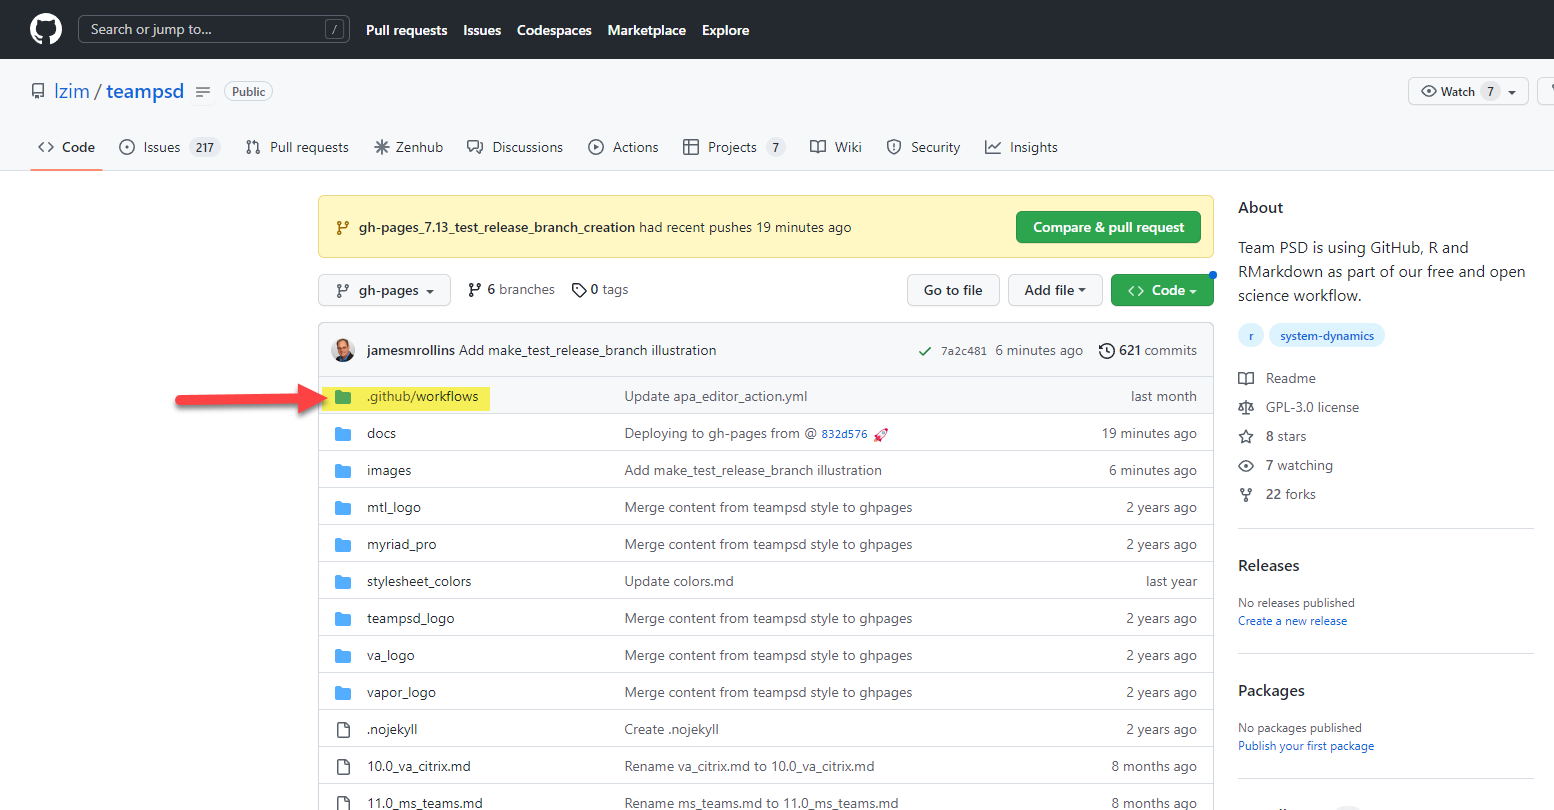 Search or jump to... /
Pull requests Issues Codespaces Marketplace Explore
lzim / teampsd Public
Watch 7
Code Issues 217 Pull requests Zenhub Discussions Actions Projects 7 Wiki Security Insights
gh-pages_7.13_test_release_branch_creation had recent pushes 19 minutes ago Compare & pull request
gh-pages 6 branches 0 tags Go to file Add file Code
jamesmrollins Add make_test_release_branch illustration 7a2c481 6 minutes ago 621 commits
.github/workflows Update apa_editor_action.yml last month
docs Deploying to gh-pages from @ 832d576 🚀 19 minutes ago
images Add make_test_release_branch illustration 6 minutes ago
mtl_logo Merge content from teampsd style to ghpages 2 years ago
myriad_pro Merge content from teampsd style to ghpages 2 years ago
stylesheet_colors Update colors.md last year
teampsd_logo Merge content from teampsd style to ghpages 2 years ago
va_logo Merge content from teampsd style to ghpages 2 years ago
vapor_logo Merge content from teampsd style to ghpages 2 years ago
.nojekyll Create .nojekyll 2 years ago
10.0_va_citrix.md Rename va_citrix.md to 10.0_va_citrix.md 8 months ago
11.0_ms_teams.md Rename ms_teams.md to 11.0_ms_teams.md 8 months ago
About
Team PSD is using GitHub, R and
RMarkdown as part of our free and open
science workflow.
r system-dynamics
Readme
GPL-3.0 license
8 stars
7 watching
22 forks
Releases
No releases published
Create a new release
Packages
No packages published
Publish your first package